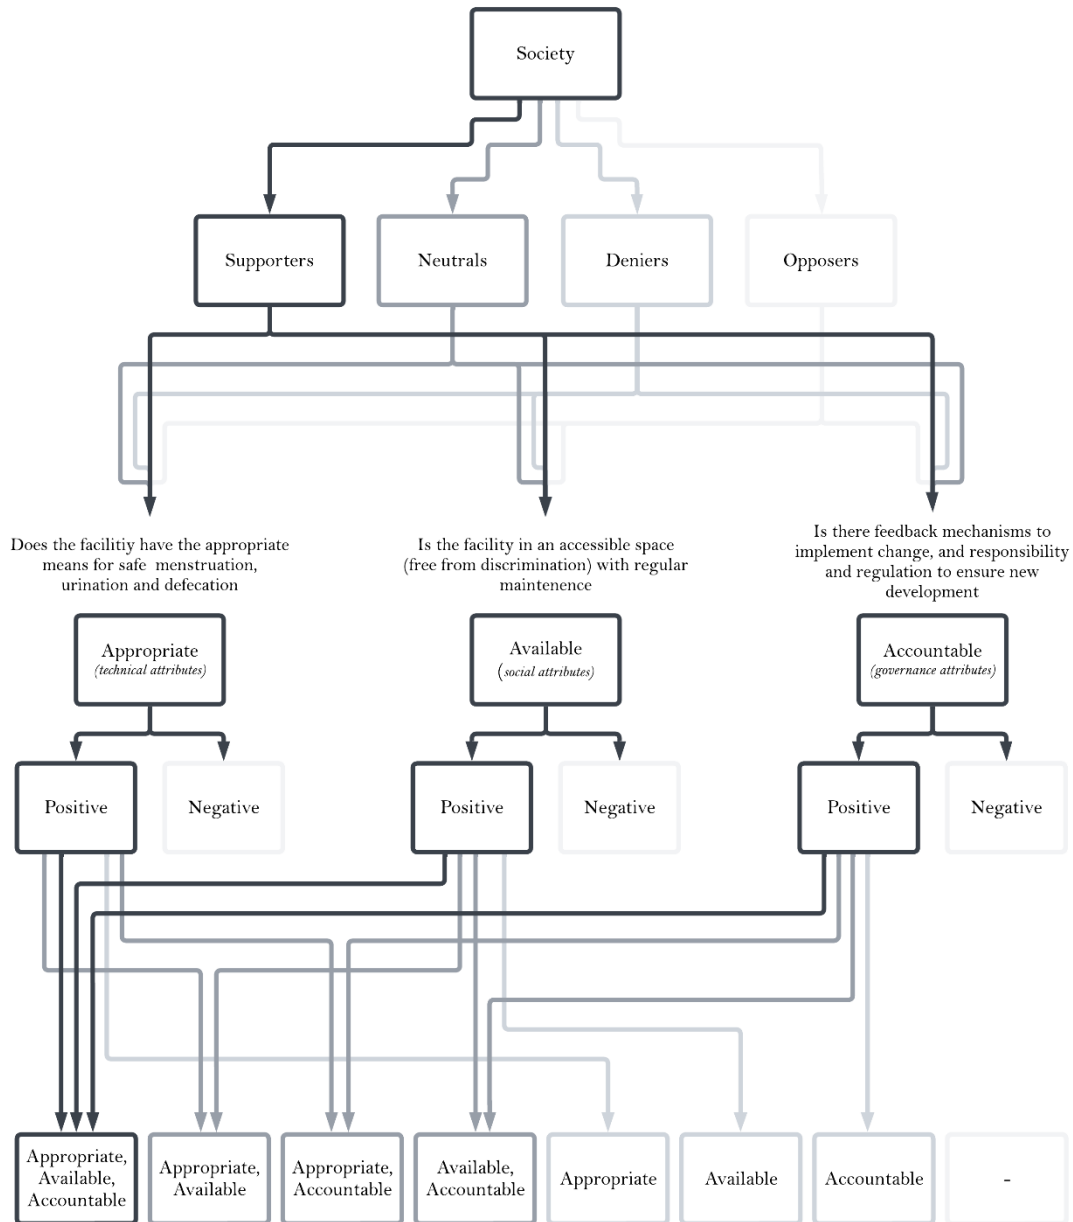 Society
Supporters
Neutrals
Deniers
Opposers
Does the facilitiy have the appropriate
means for safe menstruation,
urination and defecation
Is the facility in an accessible space
(free from discrimination) with regular
maintenence
Is there feedback mechanisms to
implement change, and responsibility
and regulation to ensure new
development
Appropriate
(technical attributes)
Available
(social attributes)
Accountable
(governance attributes)
Positive
Negative
Positive
Negative
Positive
Negative
Appropriate,
Available,
Accountable
Appropriate,
Available
Appropriate,
Accountable
Available,
Accountable
Appropriate
Available
Accountable
-